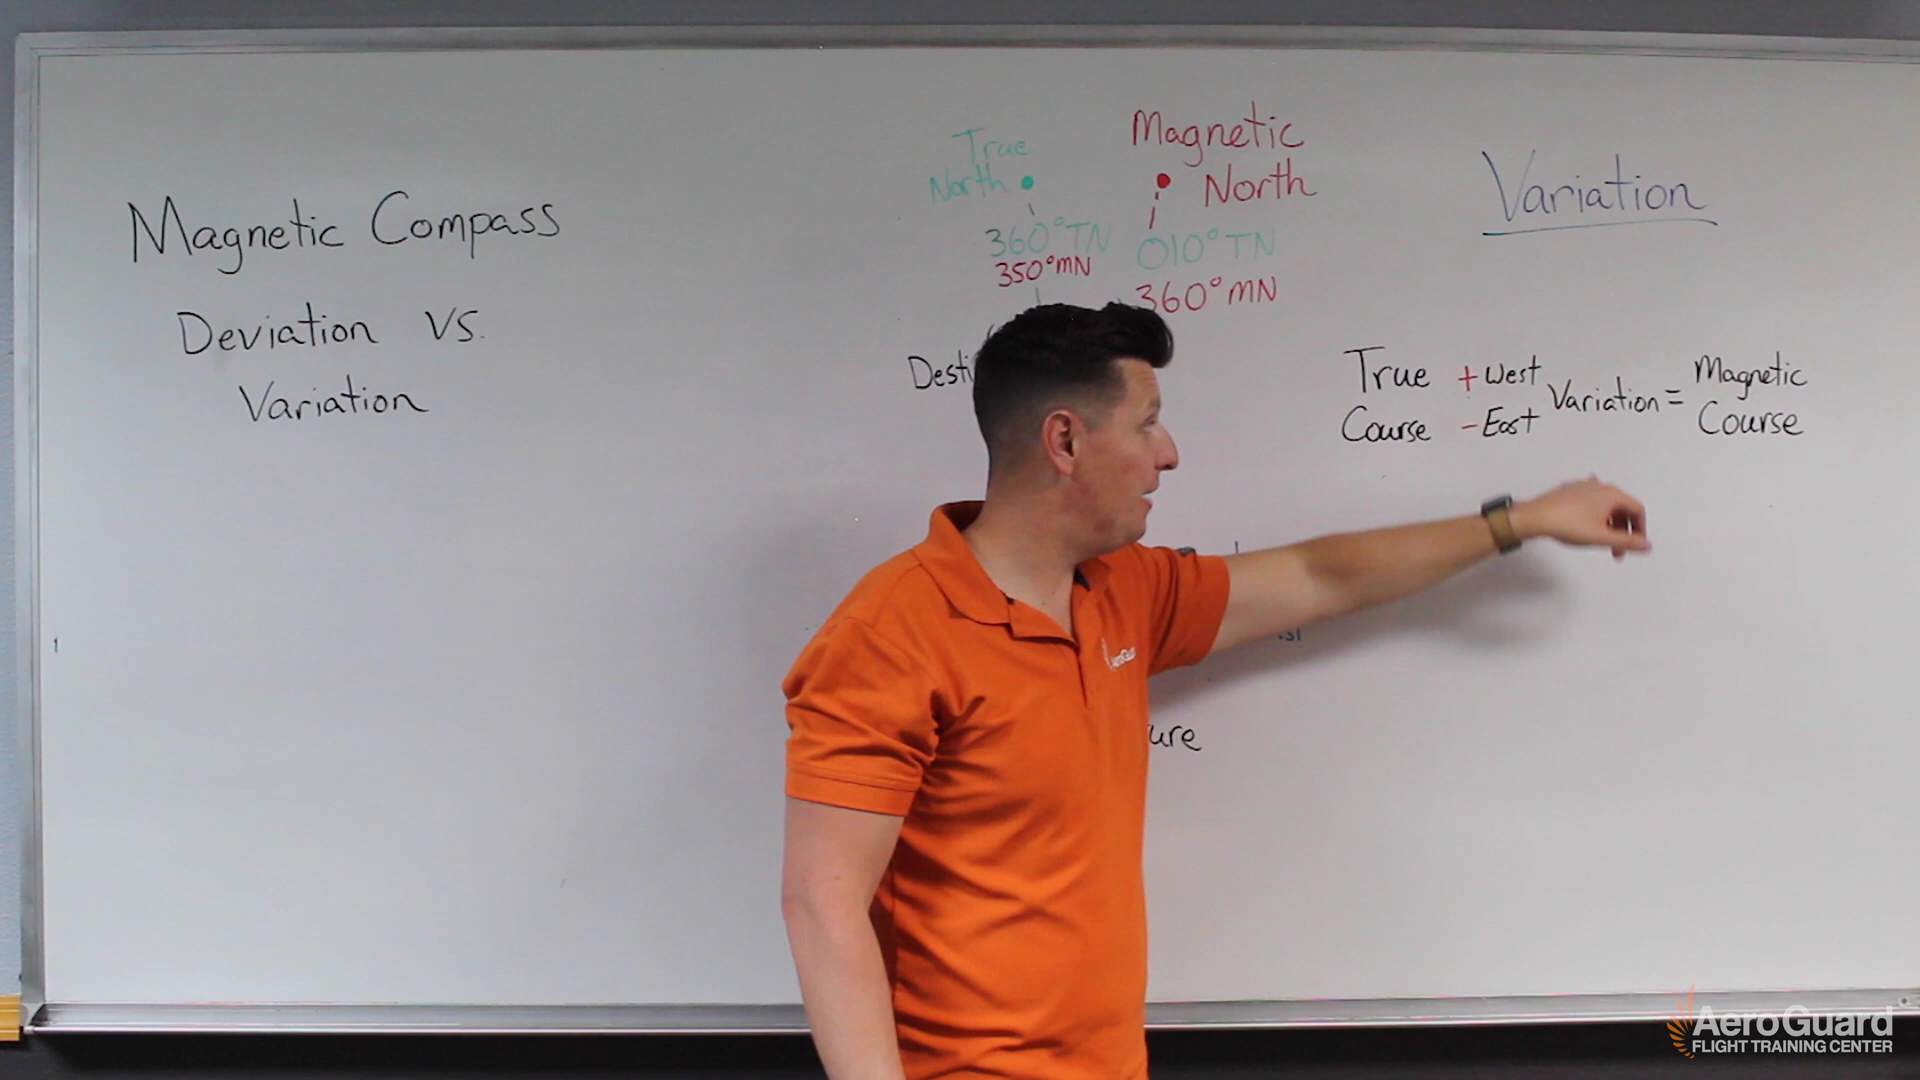 Magnetic Compass
Deviation VS.
Variation
True
North
Magnetic
North
360°TN
350°MN
010°TN
360°MN
Variation
True
Course
+ West
- East
Variation =
Magnetic
Course
AeroGuard
FLIGHT TRAINING CENTER